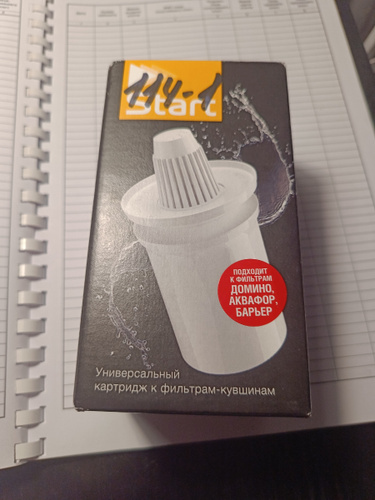 114-1
Start
ПОДХОДИТ
К ФИЛЬТРАМ
ДОМИНО,
АКВАФОР,
БАРЬЕР
Универсальный
картридж к фильтрам-кувшинам